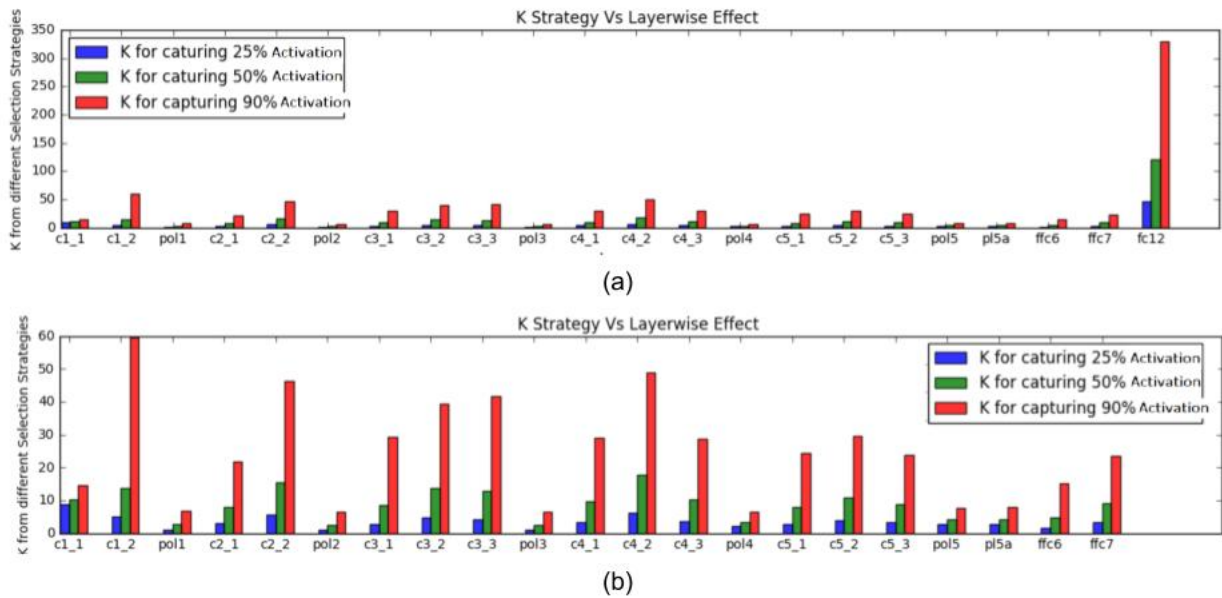 K Strategy Vs Layerwise Effect
K from different Selection Strategies
350
300
250
200
150
100
50
0
K for caturing 25% Activation
K for caturing 50% Activation
K for capturing 90% Activation
c1_1 c1_2 pol1 c2_1 c2_2 pol2 c3_1 c3_2 c3_3 pol3 c4_1 c4_2 c4_3 pol4 c5_1 c5_2 c5_3 pol5 pl5a ffc6 ffc7 fc12
(a)
K Strategy Vs Layerwise Effect
K from different Selection Strategies
60
50
40
30
20
10
0
K for caturing 25% Activation
K for caturing 50% Activation
K for capturing 90% Activation
c1_1 c1_2 pol1 c2_1 c2_2 pol2 c3_1 c3_2 c3_3 pol3 c4_1 c4_2 c4_3 pol4 c5_1 c5_2 c5_3 pol5 pl5a ffc6 ffc7
(b)